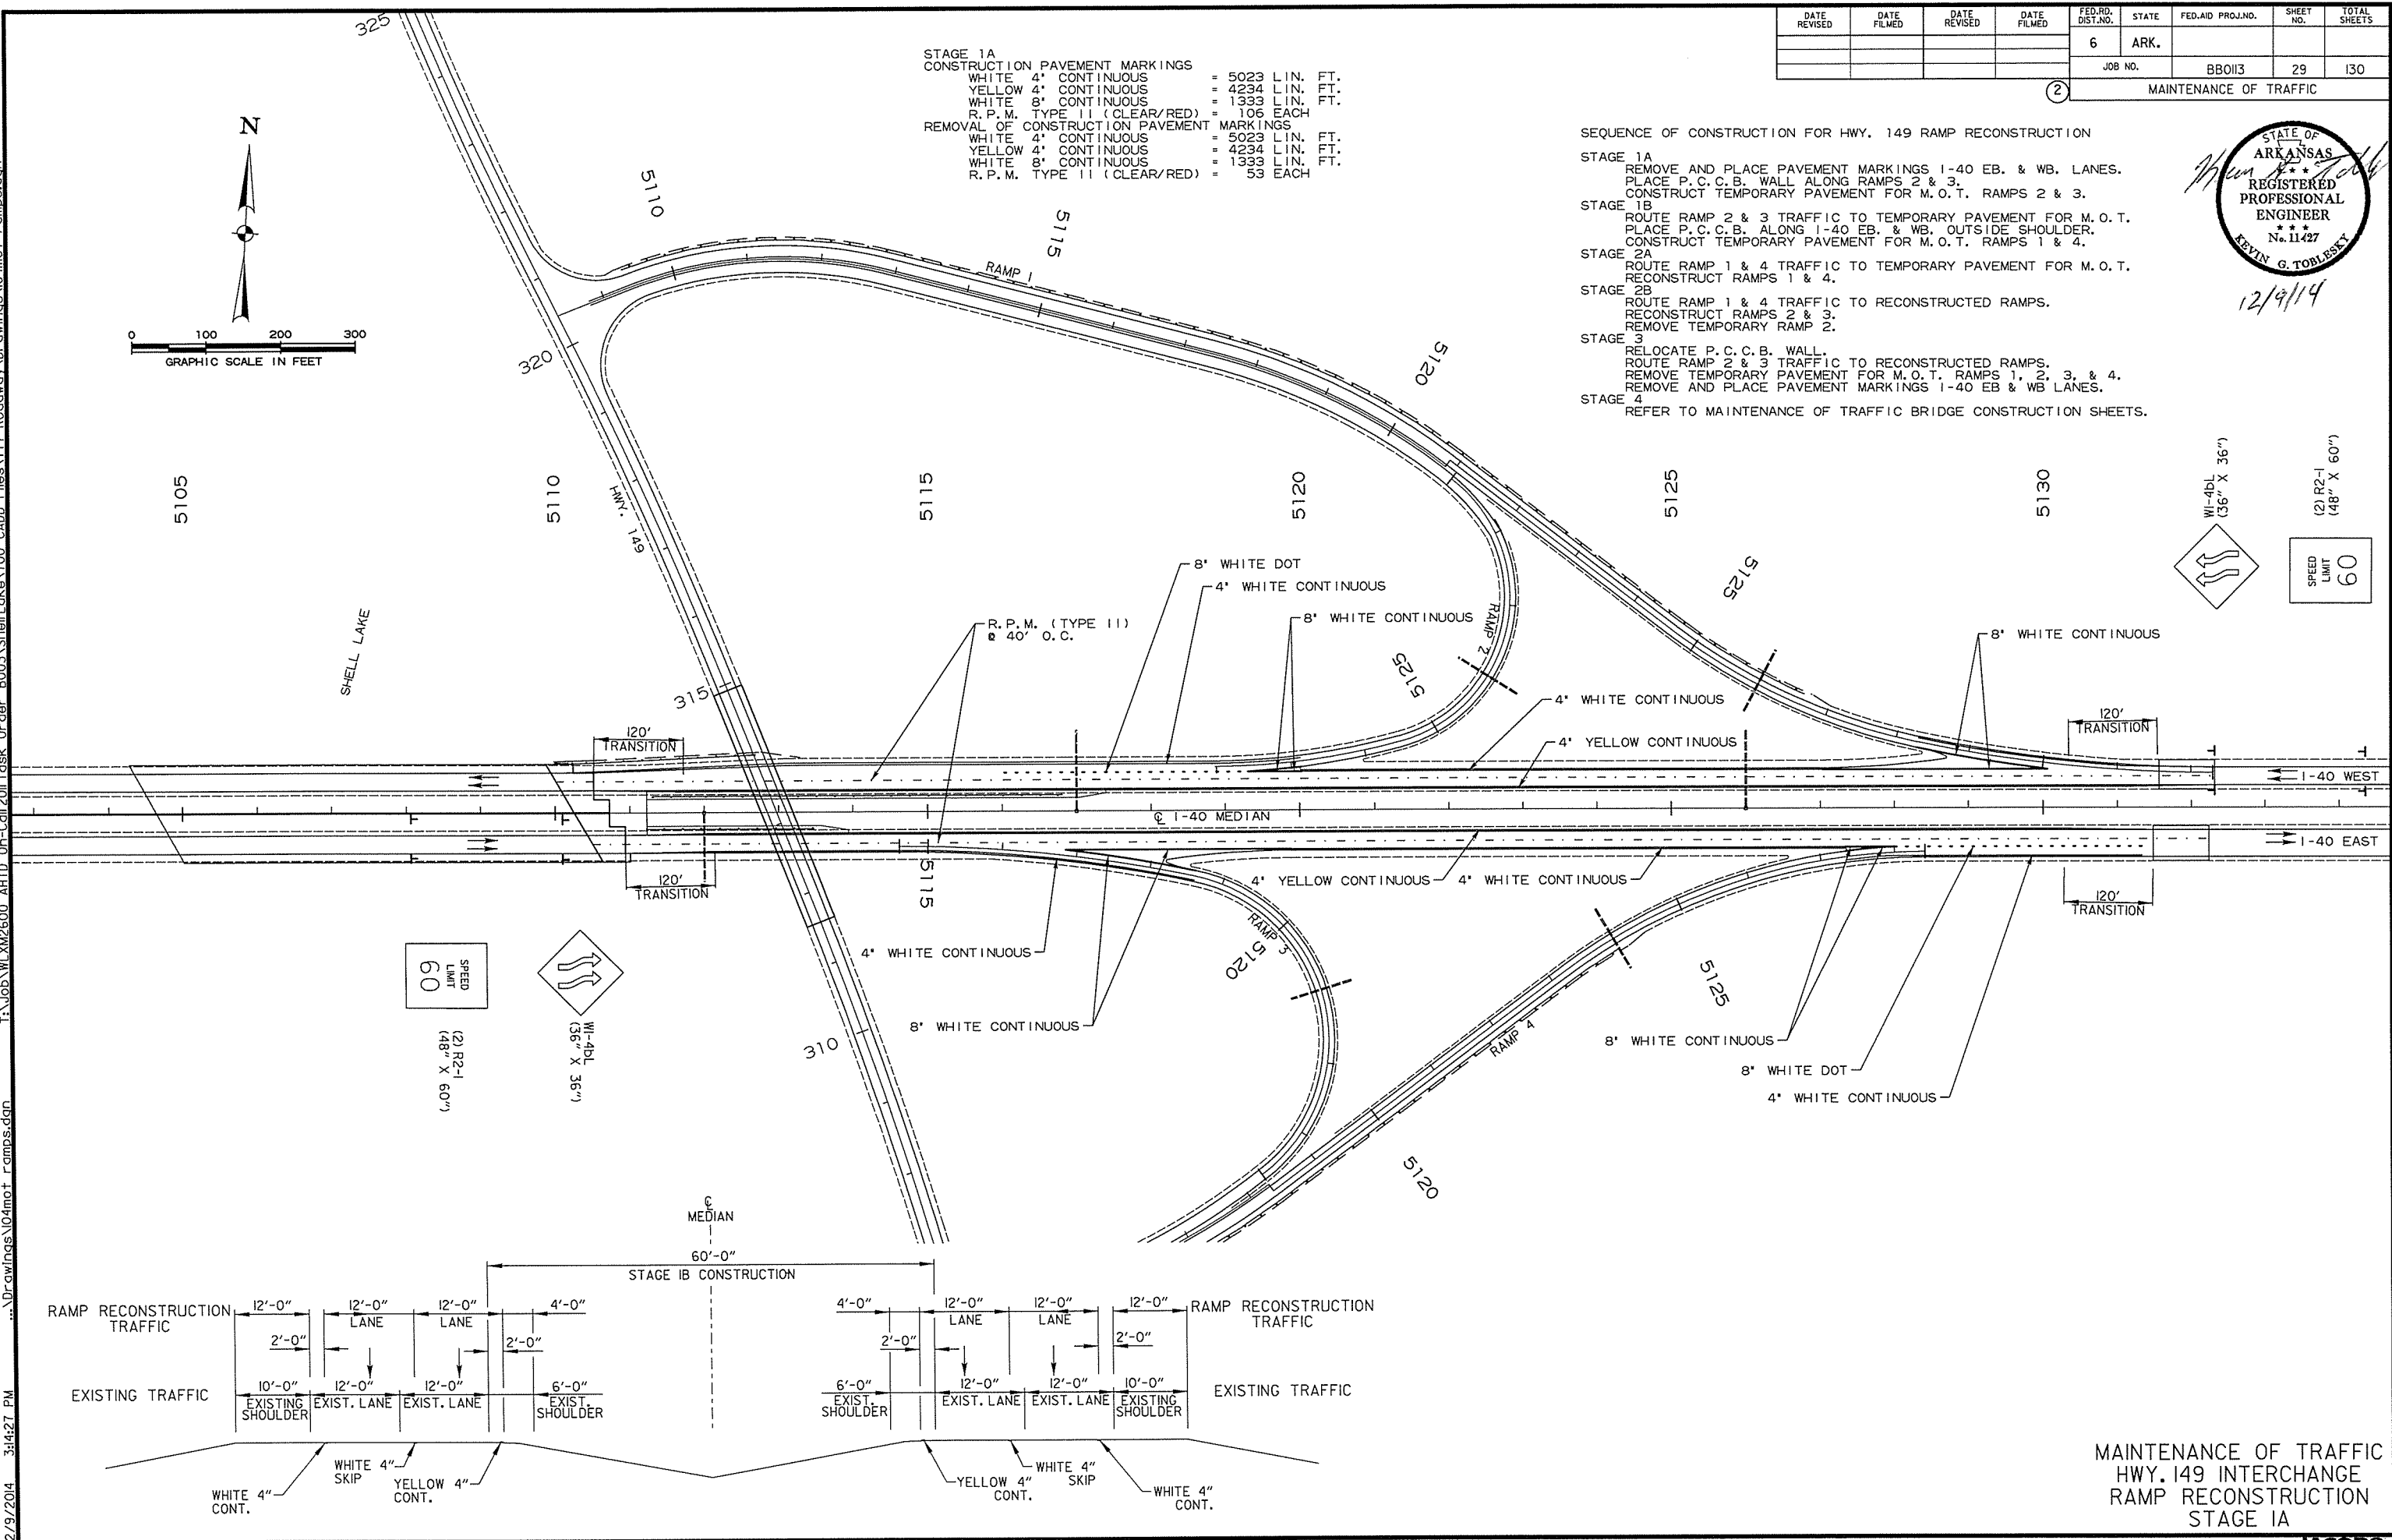 DATE REVISED
DATE FILMED
DATE REVISED
DATE FILMED
FED.RD. DIST.NO.
STATE
FED.AID PROJ.NO.
SHEET NO.
TOTAL SHEETS
6
ARK.
JOB NO.
BB0113
29
130
2
MAINTENANCE OF TRAFFIC
STAGE 1A
CONSTRUCTION PAVEMENT MARKINGS
WHITE 4" CONTINUOUS = 5023 LIN. FT.
YELLOW 4" CONTINUOUS = 4234 LIN. FT.
WHITE 8" CONTINUOUS = 1333 LIN. FT.
R.P.M. TYPE II (CLEAR/RED) = 106 EACH
REMOVAL OF CONSTRUCTION PAVEMENT MARKINGS
WHITE 4" CONTINUOUS = 5023 LIN. FT.
YELLOW 4" CONTINUOUS = 4234 LIN. FT.
WHITE 8" CONTINUOUS = 1333 LIN. FT.
R.P.M. TYPE II (CLEAR/RED) = 53 EACH
SEQUENCE OF CONSTRUCTION FOR HWY. 149 RAMP RECONSTRUCTION
STAGE 1A
REMOVE AND PLACE PAVEMENT MARKINGS I-40 EB. & WB. LANES.
PLACE P.C.C.B. WALL ALONG RAMPS 2 & 3.
CONSTRUCT TEMPORARY PAVEMENT FOR M.O.T. RAMPS 2 & 3.
STAGE 1B
ROUTE RAMP 2 & 3 TRAFFIC TO TEMPORARY PAVEMENT FOR M.O.T.
PLACE P.C.C.B. ALONG I-40 EB. & WB. OUTSIDE SHOULDER.
CONSTRUCT TEMPORARY PAVEMENT FOR M.O.T. RAMPS 1 & 4.
STAGE 2A
ROUTE RAMP 1 & 4 TRAFFIC TO TEMPORARY PAVEMENT FOR M.O.T.
RECONSTRUCT RAMPS 1 & 4.
STAGE 2B
ROUTE RAMP 1 & 4 TRAFFIC TO RECONSTRUCTED RAMPS.
RECONSTRUCT RAMPS 2 & 3.
REMOVE TEMPORARY RAMP 2.
STAGE 3
RELOCATE P.C.C.B. WALL.
ROUTE RAMP 2 & 3 TRAFFIC TO RECONSTRUCTED RAMPS.
REMOVE TEMPORARY PAVEMENT FOR M.O.T. RAMPS 1, 2, 3, & 4.
REMOVE AND PLACE PAVEMENT MARKINGS I-40 EB & WB LANES.
STAGE 4
REFER TO MAINTENANCE OF TRAFFIC BRIDGE CONSTRUCTION SHEETS.
STATE OF
ARKANSAS
REGISTERED
PROFESSIONAL
ENGINEER
No. 11427
KEVIN G. TOBLESKY
12/9/14
N
0 100 200 300
GRAPHIC SCALE IN FEET
325
320
315
310
HWY. 149
SHELL LAKE
5110
5115
RAMP 1
5120
5125
5105
5110
5115
5120
5125
5130
W1-4bL
(36" X 36")
(2) R2-1
(48" X 60")
SPEED
LIMIT
60
8" WHITE DOT
4" WHITE CONTINUOUS
8" WHITE CONTINUOUS
R.P.M. (TYPE II)
@ 40' O.C.
RAMP 2
5125
8" WHITE CONTINUOUS
4" WHITE CONTINUOUS
4" YELLOW CONTINUOUS
120'
TRANSITION
120'
TRANSITION
I-40 WEST
℄ I-40 MEDIAN
I-40 EAST
120'
TRANSITION
120'
TRANSITION
5115
4" YELLOW CONTINUOUS
4" WHITE CONTINUOUS
4" WHITE CONTINUOUS
RAMP 3
5120
8" WHITE CONTINUOUS
5125
RAMP 4
5120
8" WHITE CONTINUOUS
8" WHITE DOT
4" WHITE CONTINUOUS
SPEED
LIMIT
60
(2) R2-1
(48" X 60")
W1-4bL
(36" X 36")
℄
MEDIAN
60'-0"
STAGE 1B CONSTRUCTION
RAMP RECONSTRUCTION
TRAFFIC
12'-0" 12'-0" 12'-0" 4'-0"
LANE LANE
2'-0" 2'-0"
EXISTING TRAFFIC
10'-0" 12'-0" 12'-0" 6'-0"
EXISTING SHOULDER
EXIST. LANE
EXIST. LANE
EXIST. SHOULDER
4'-0" 12'-0" 12'-0" 12'-0"
LANE LANE
RAMP RECONSTRUCTION
TRAFFIC
2'-0" 2'-0"
6'-0" 12'-0" 12'-0" 10'-0"
EXIST. SHOULDER
EXIST. LANE
EXIST. LANE
EXISTING SHOULDER
EXISTING TRAFFIC
WHITE 4"
CONT.
WHITE 4"
SKIP
YELLOW 4"
CONT.
YELLOW 4"
CONT.
WHITE 4"
SKIP
WHITE 4"
CONT.
MAINTENANCE OF TRAFFIC
HWY. 149 INTERCHANGE
RAMP RECONSTRUCTION
STAGE 1A
2/9/2014 3:14:27 PM
...\Drawings\104mot ramps.dgn